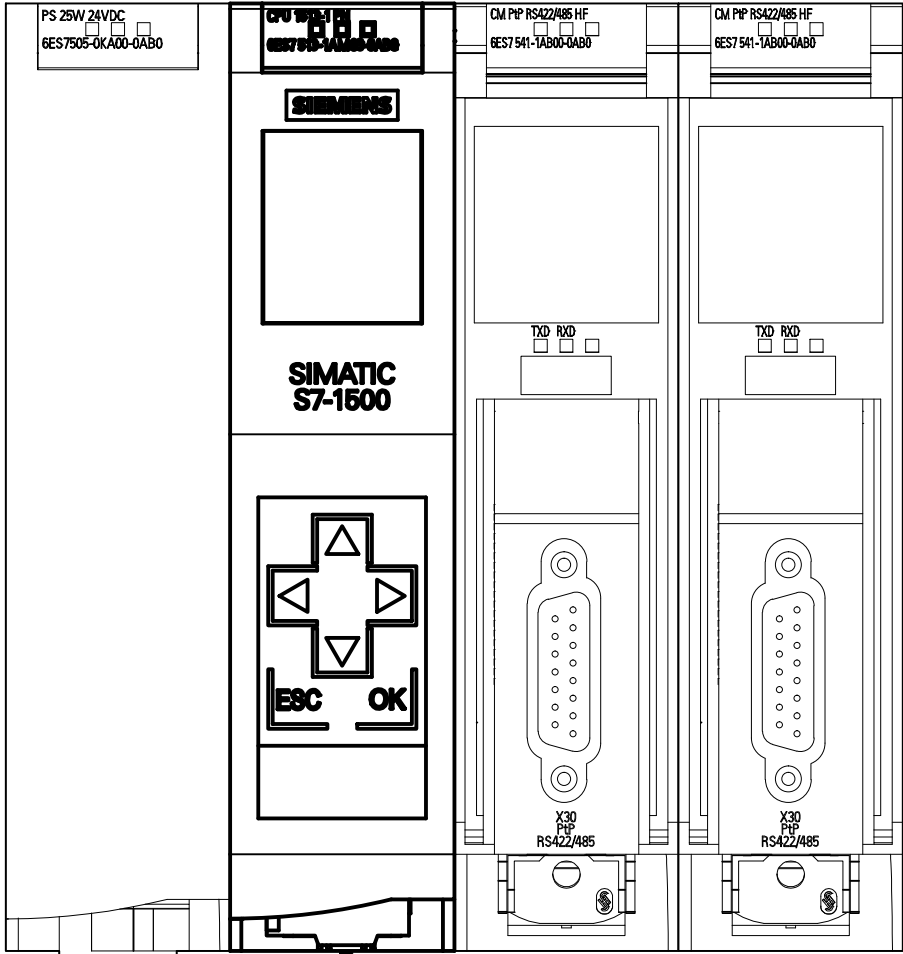 PS 25W 24VDC
6ES7505-0KA00-0AB0
CPU
SIEMENS
SIMATIC
S7-1500
ESC OK
CM PtP RS422/485 HF
6ES7 541-1AB00-0AB0
TXD RXD
X30
PtP
RS422/485
CM PtP RS422/485 HF
6ES7 541-1AB00-0AB0
TXD RXD
X30
PtP
RS422/485